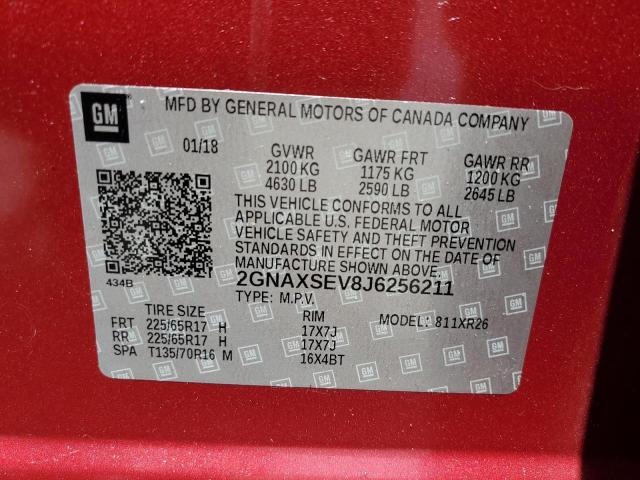 GM
MFD BY GENERAL MOTORS OF CANADA COMPANY
01/18
GVWR GAWR FRT GAWR RR
2100 KG 1175 KG 1200 KG
4630 LB 2590 LB 2645 LB
THIS VEHICLE CONFORMS TO ALL
APPLICABLE U.S. FEDERAL MOTOR
VEHICLE SAFETY AND THEFT PREVENTION
STANDARDS IN EFFECT ON THE DATE OF
MANUFACTURE SHOWN ABOVE.
434B
2GNAXSEV8J6256211
TYPE: M.P.V.
TIRE SIZE RIM MODEL: 811XR26
FRT 225/65R17 H 17X7J
RR 225/65R17 H 17X7J
SPA T135/70R16 M 16X4BT